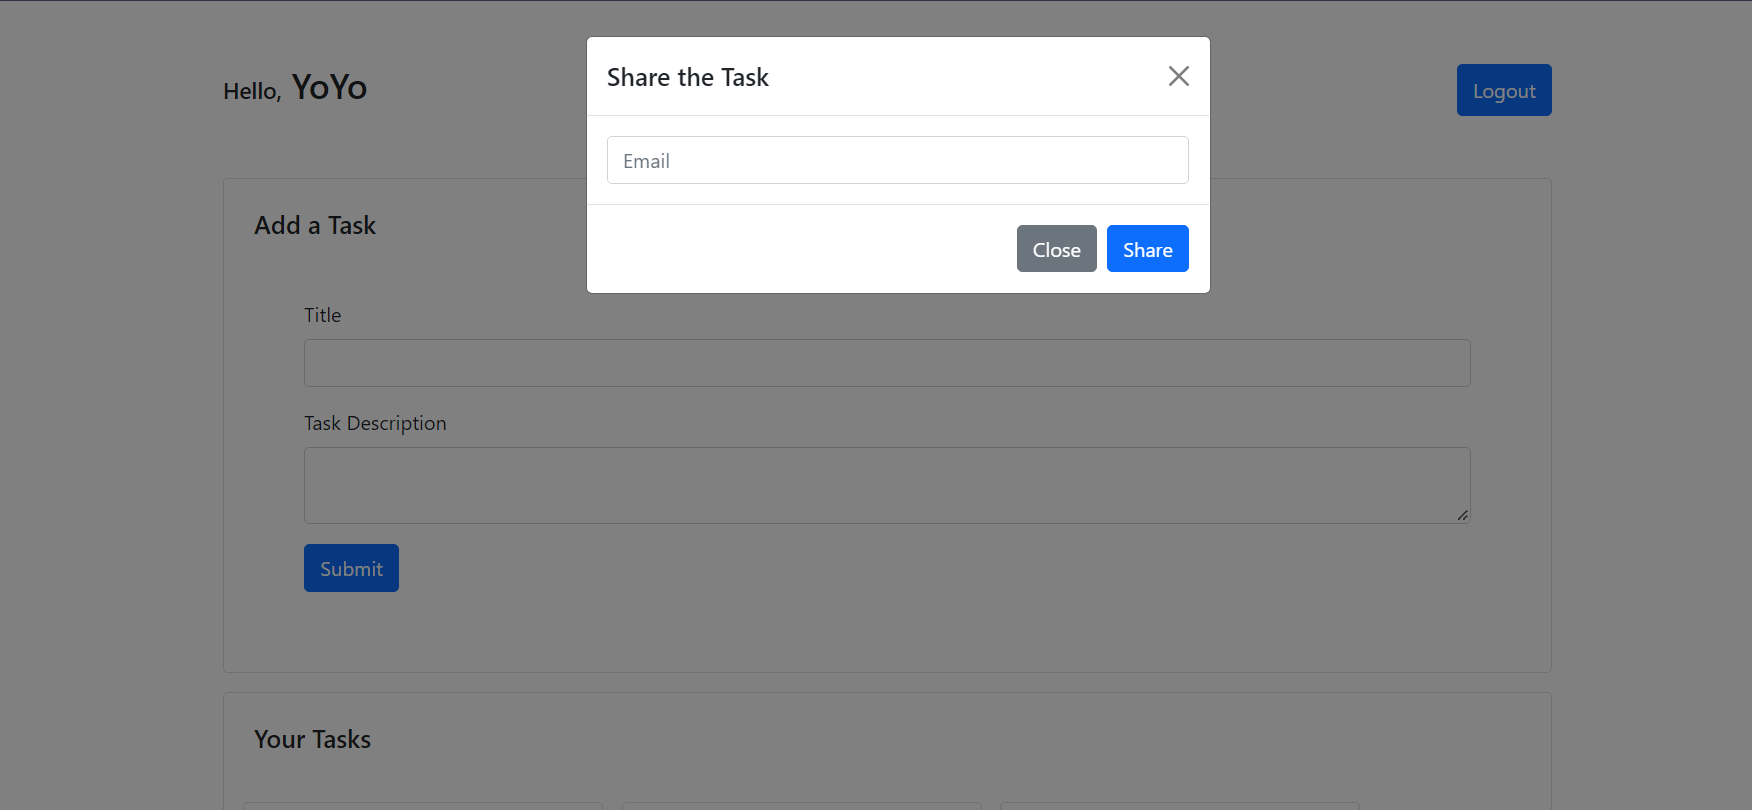 Hello, YoYo
Logout
Share the Task
Email
Close
Share
Add a Task
Title
Task Description
Submit
Your Tasks